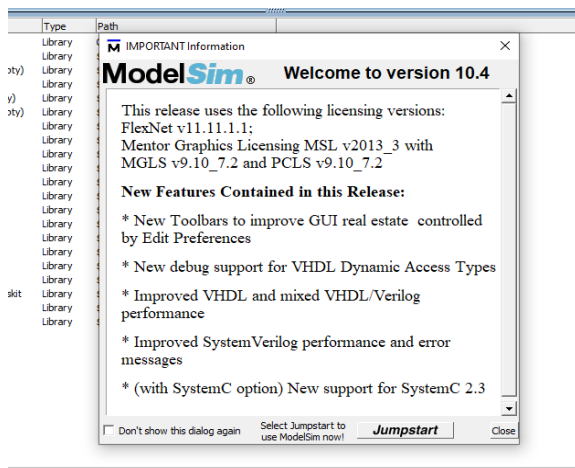 Type Path
Library
Library
pty) Library
Library
y) Library
pty) Library
Library
Library
Library
Library
Library
Library
Library
Library
Library
Library
Library
Library
skit Library
Library
Library
IMPORTANT Information
ModelSim® Welcome to version 10.4
This release uses the following licensing versions:
FlexNet v11.11.1.1;
Mentor Graphics Licensing MSL v2013_3 with
MGLS v9.10_7.2 and PCLS v9.10_7.2
New Features Contained in this Release:
* New Toolbars to improve GUI real estate controlled
by Edit Preferences
* New debug support for VHDL Dynamic Access Types
* Improved VHDL and mixed VHDL/Verilog
performance
* Improved SystemVerilog performance and error
messages
* (with SystemC option) New support for SystemC 2.3
Don't show this dialog again
Select Jumpstart to
use ModelSim now!
Jumpstart
Close